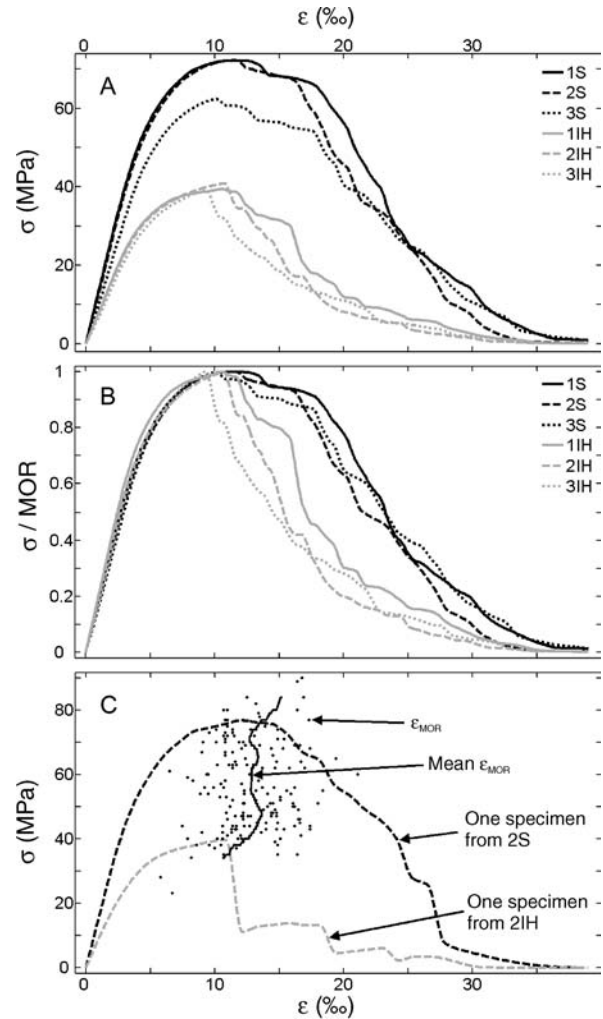 ε (‰)
0 10 20 30
A
1S
2S
3S
1IH
2IH
3IH
σ (MPa)
60
40
20
0
B
1S
2S
3S
1IH
2IH
3IH
σ / MOR
1
0.8
0.6
0.4
0.2
0
C
εMOR
Mean εMOR
One specimen
from 2S
One specimen
from 2IH
σ (MPa)
80
60
40
20
0
0 10 20 30
ε (‰)